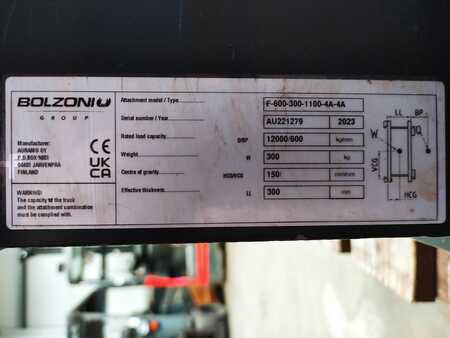 BOLZONI
GROUP
Manufacturer:
AURAMO OY
P.O.BOX 1001
04431 JARVENPAA
FINLAND
CE
UK
CA
WARNING!
The capacity of the truck
and the attachment combination
must be complied with.
Attachment model / Type F-600-300-1100-4A-4A
Serial number / Year AU221279 2023
Rated load capacity Q/BP 12000/600 kg/mm
Weight W 300 kg
Centre of gravity HCG/VCG 150/ mm/mm
Effective thickness LL 300 mm
LL BP
W Q
VCG
HCG